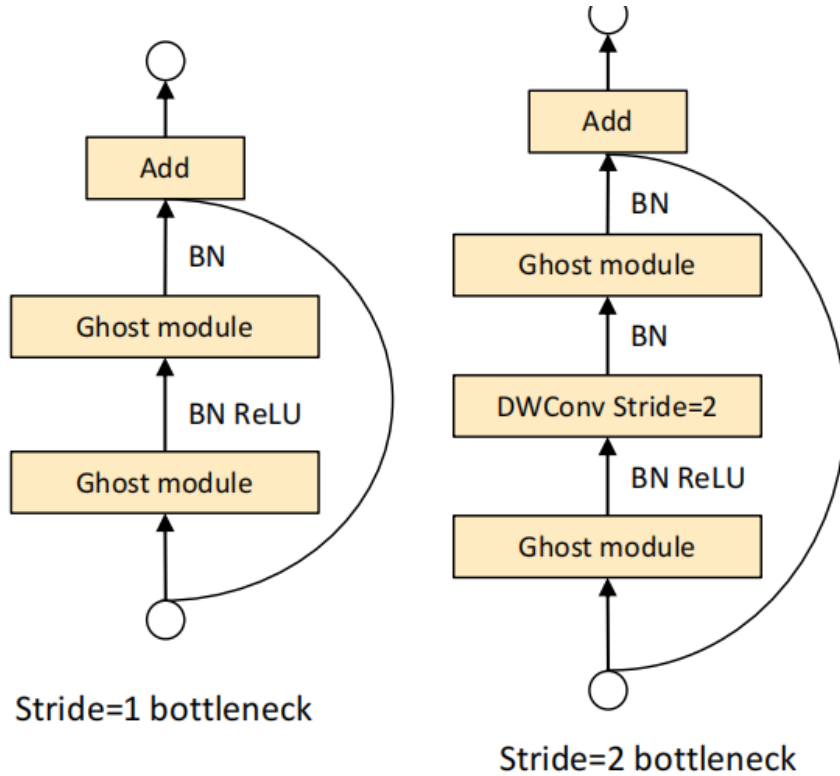 Add
BN
Ghost module
BN ReLU
Ghost module
Stride=1 bottleneck
Add
BN
Ghost module
BN
DWConv Stride=2
BN ReLU
Ghost module
Stride=2 bottleneck